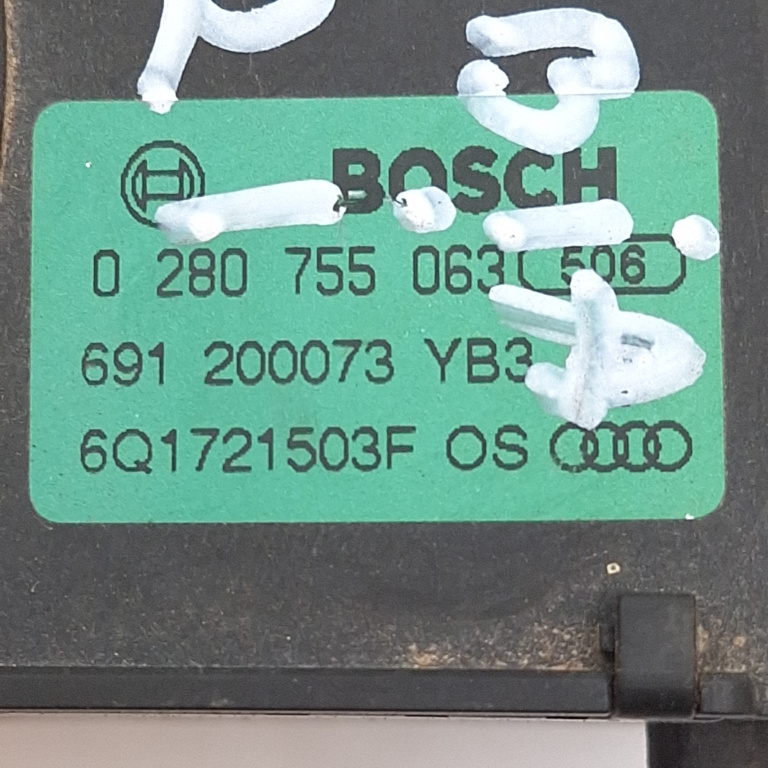 BOSCH
0 280 755 063 506
691 200073 YB3
6Q1721503F OS